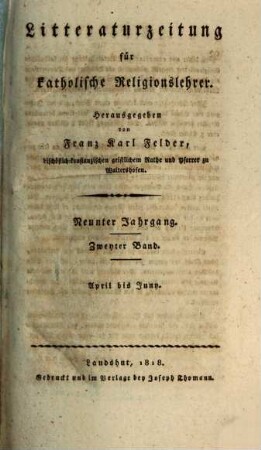 Litteraturzeitung
für
katholische Religionslehrer.
Herausgegeben
von
Franz Karl Felder,
bischöflich-konstanzischen geistlichem Rathe und Pfarrer zu
Waltershofen.
Neunter Jahrgang.
Zweyter Band.
April bis Juny.
Landshut, 1818.
Gedruckt und im Verlage bey Joseph Thomann.